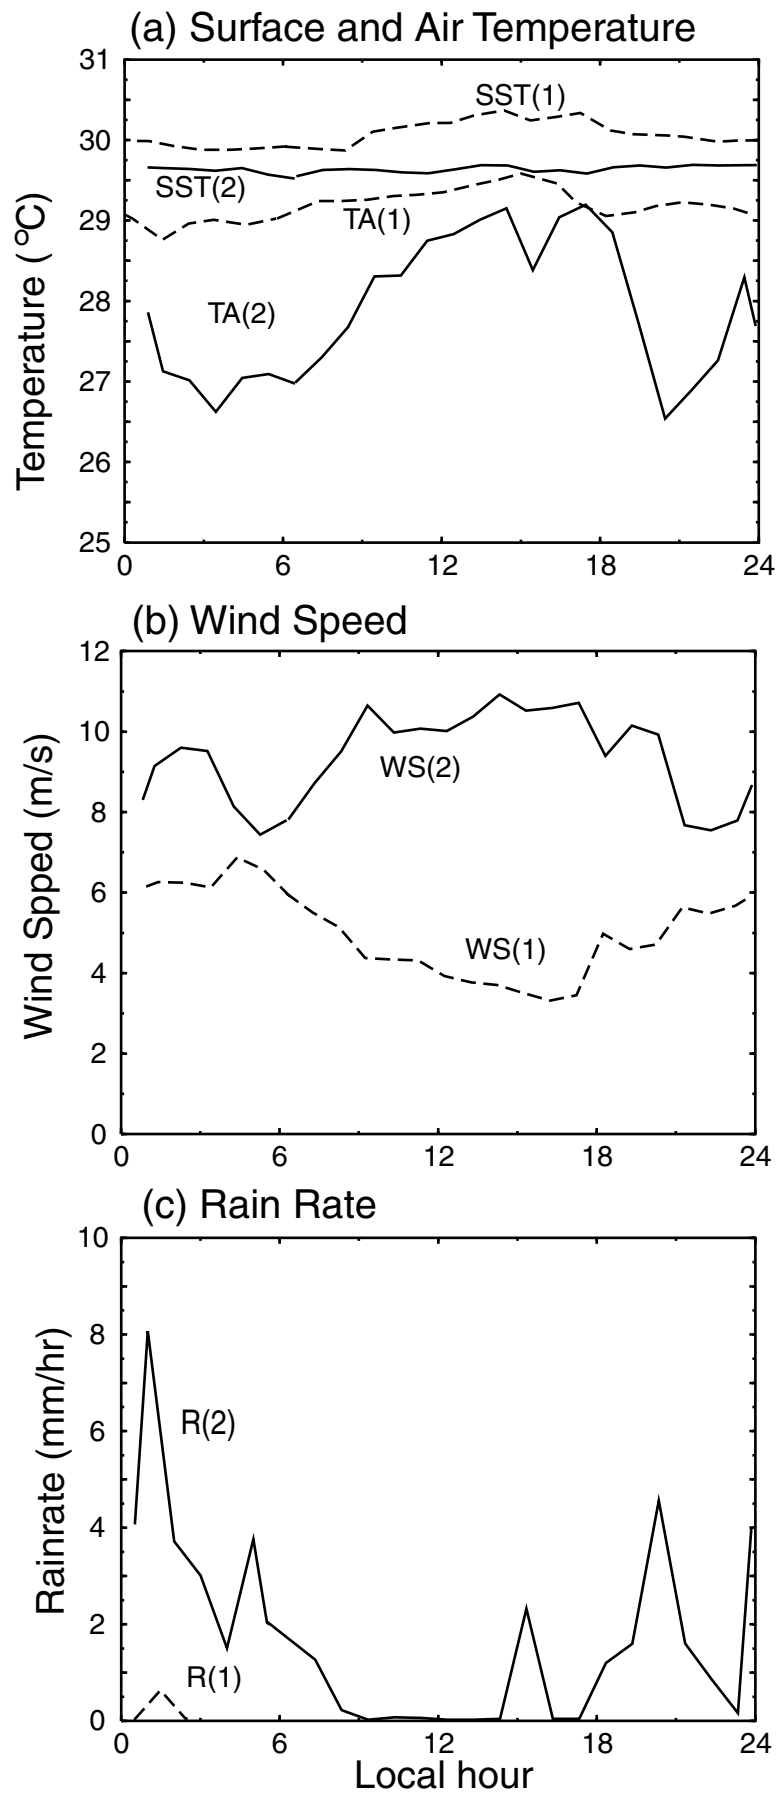 (a) Surface and Air Temperature
31
30
29
28
27
26
25
Temperature (°C)
SST(1)
SST(2)
TA(1)
TA(2)
0 6 12 18 24
(b) Wind Speed
12
10
8
6
4
2
0
Wind Spped (m/s)
WS(2)
WS(1)
0 6 12 18 24
(c) Rain Rate
10
8
6
4
2
0
Rainrate (mm/hr)
R(2)
R(1)
0 6 12 18 24
Local hour